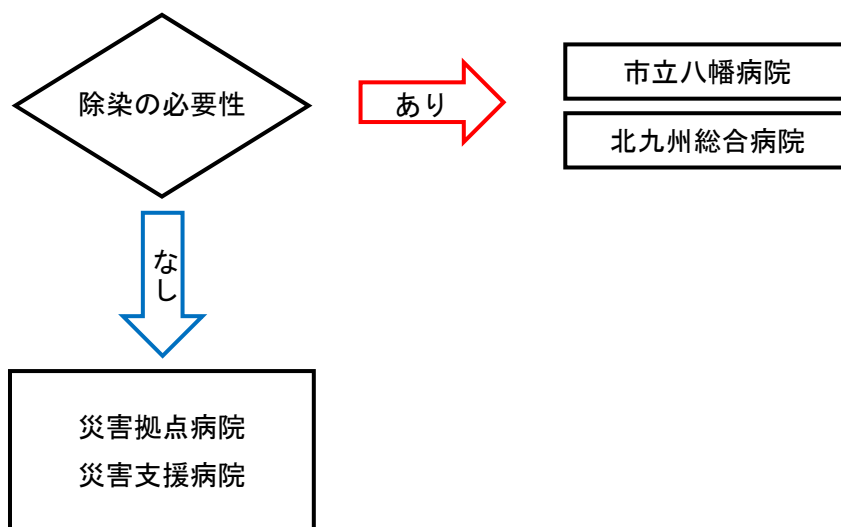 除染の必要性
あり
市立八幡病院
北九州総合病院
なし
災害拠点病院
災害支援病院